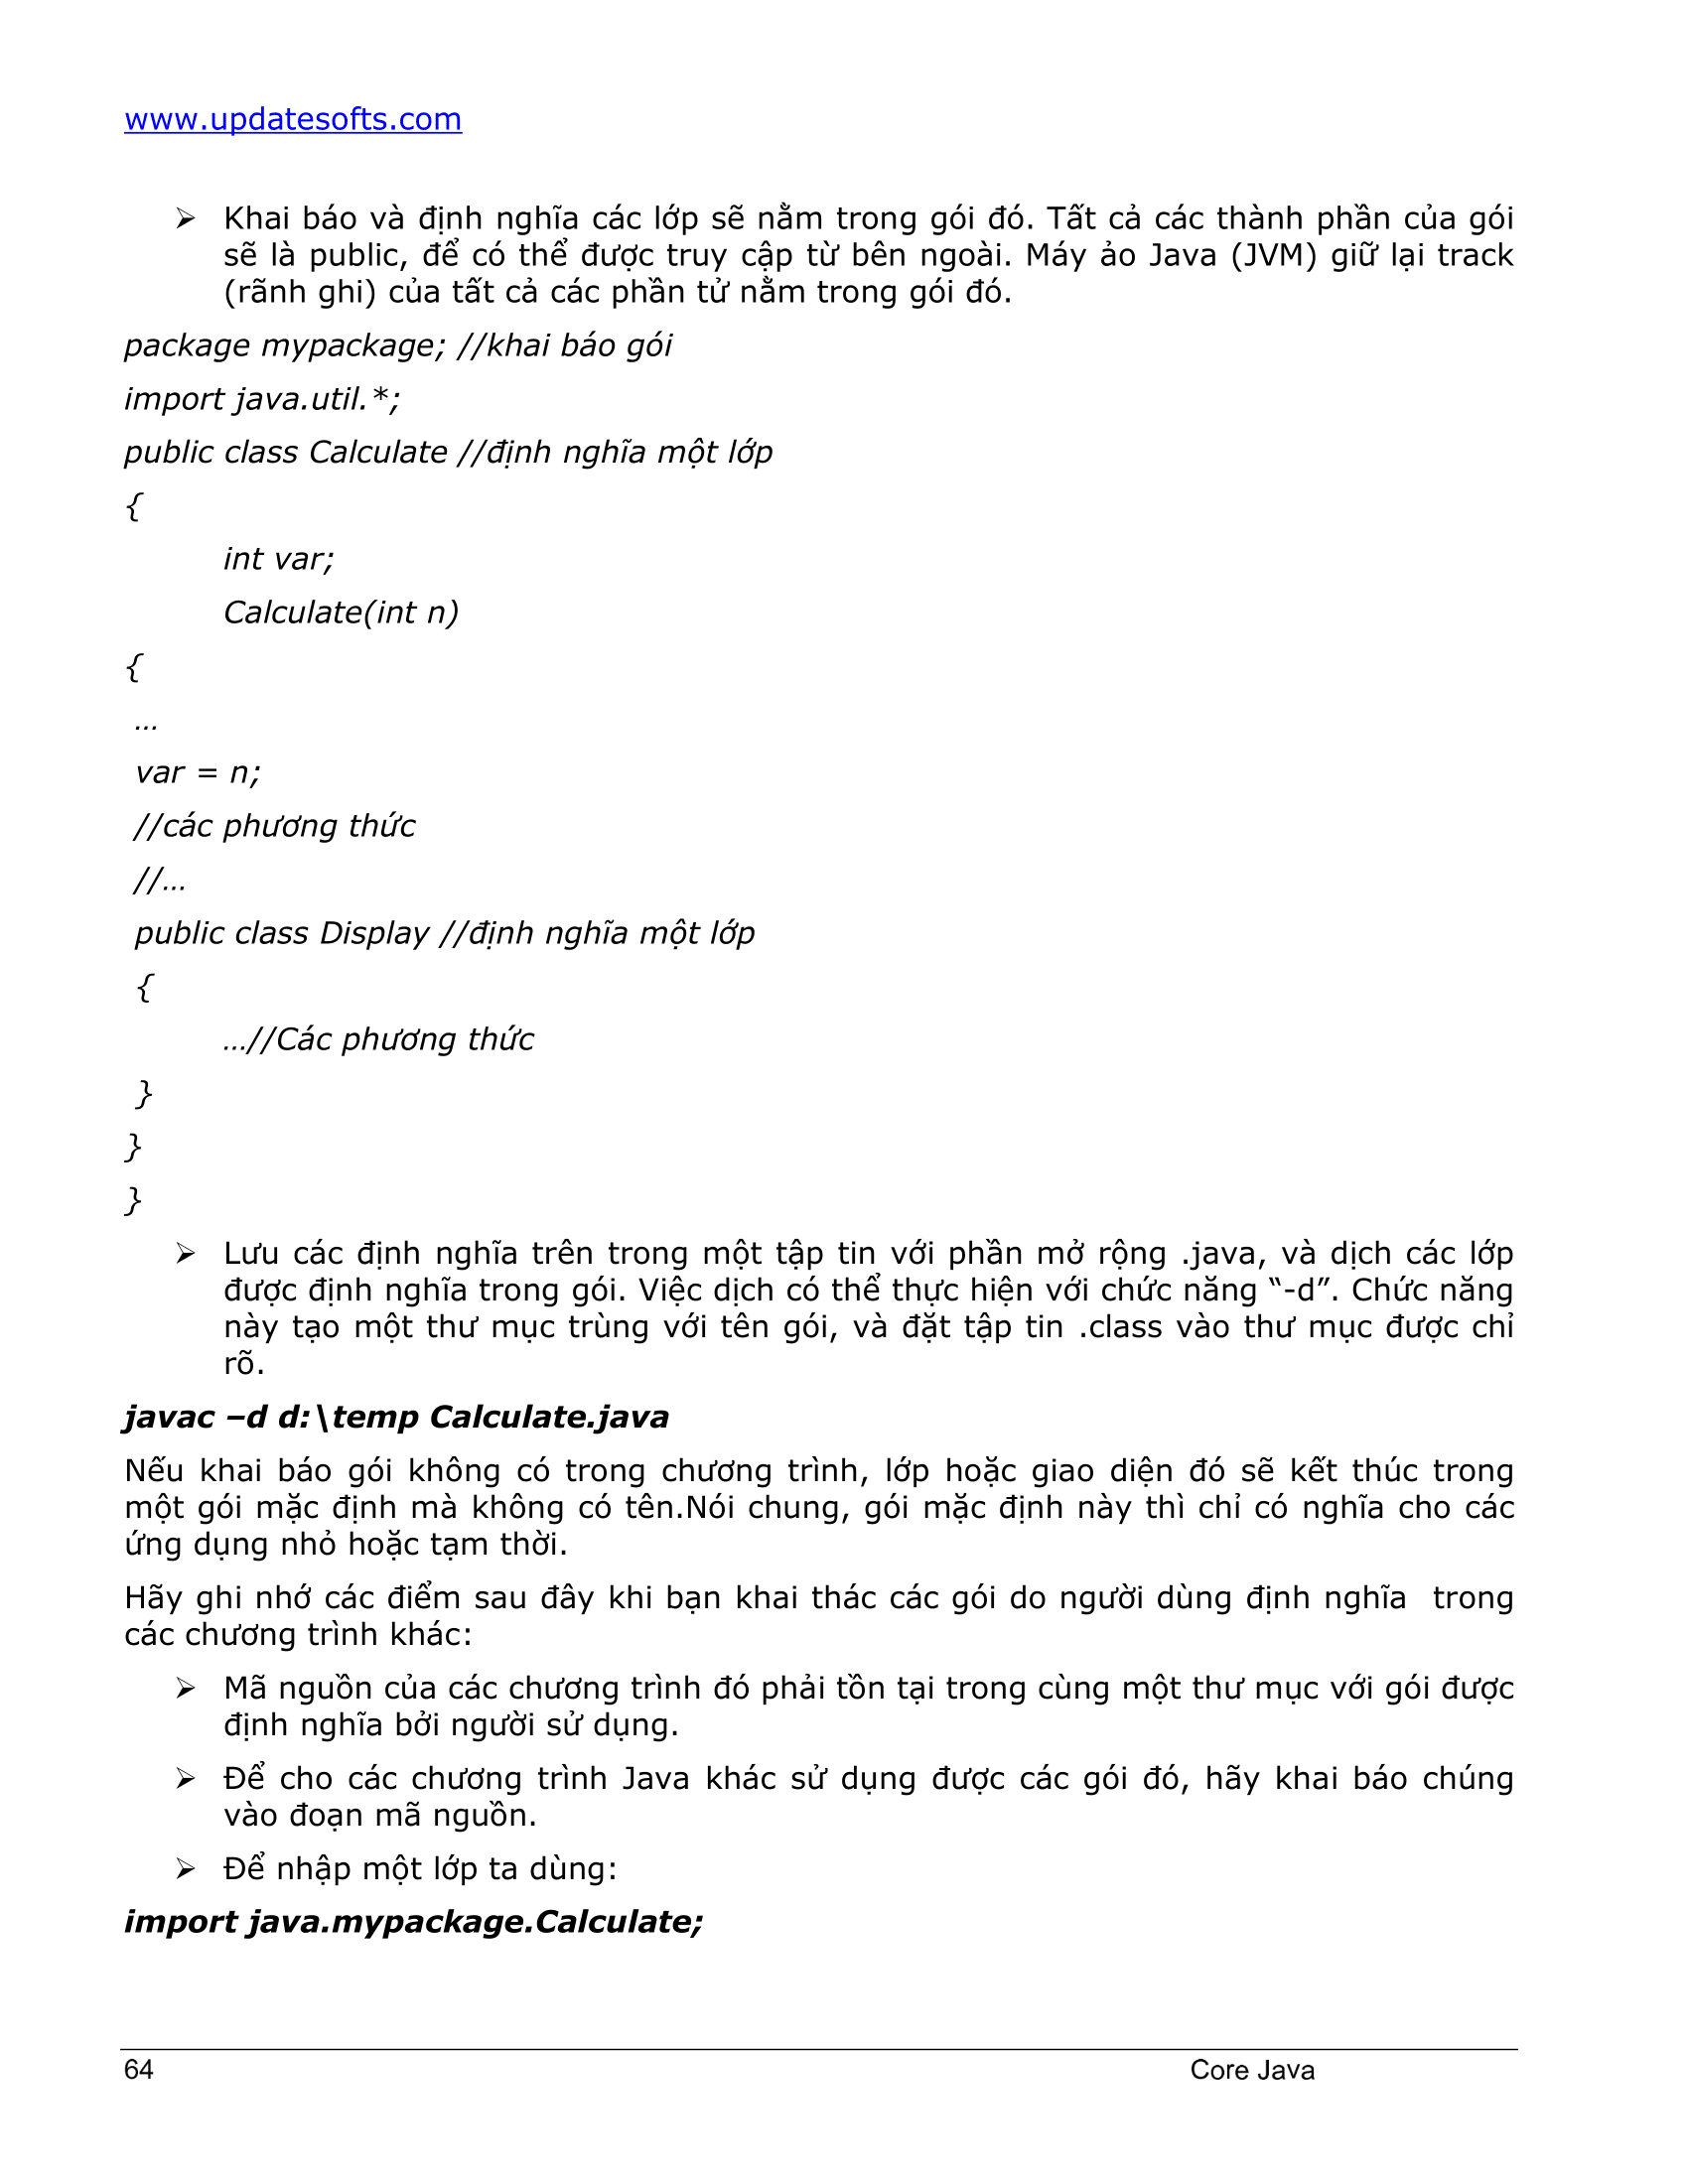 www.updatesofts.com
➢ Khai báo và định nghĩa các lớp sẽ nằm trong gói đó. Tất cả các thành phần của gói
sẽ là public, để có thể được truy cập từ bên ngoài. Máy ảo Java (JVM) giữ lại track
(rãnh ghi) của tất cả các phần tử nằm trong gói đó.
package mypackage; //khai báo gói
import java.util.*;
public class Calculate //định nghĩa một lớp
{
int var;
Calculate(int n)
{
…
var = n;
//các phương thức
//…
public class Display //định nghĩa một lớp
{
…//Các phương thức
}
}
}
➢ Lưu các định nghĩa trên trong một tập tin với phần mở rộng .java, và dịch các lớp
được định nghĩa trong gói. Việc dịch có thể thực hiện với chức năng “-d”. Chức năng
này tạo một thư mục trùng với tên gói, và đặt tập tin .class vào thư mục được chỉ
rõ.
javac –d d:\temp Calculate.java
Nếu khai báo gói không có trong chương trình, lớp hoặc giao diện đó sẽ kết thúc trong
một gói mặc định mà không có tên.Nói chung, gói mặc định này thì chỉ có nghĩa cho các
ứng dụng nhỏ hoặc tạm thời.
Hãy ghi nhớ các điểm sau đây khi bạn khai thác các gói do người dùng định nghĩa  trong
các chương trình khác:
➢ Mã nguồn của các chương trình đó phải tồn tại trong cùng một thư mục với gói được
định nghĩa bởi người sử dụng.
➢ Để cho các chương trình Java khác sử dụng được các gói đó, hãy khai báo chúng
vào đoạn mã nguồn.
➢ Để nhập một lớp ta dùng:
import java.mypackage.Calculate;
64 Core Java